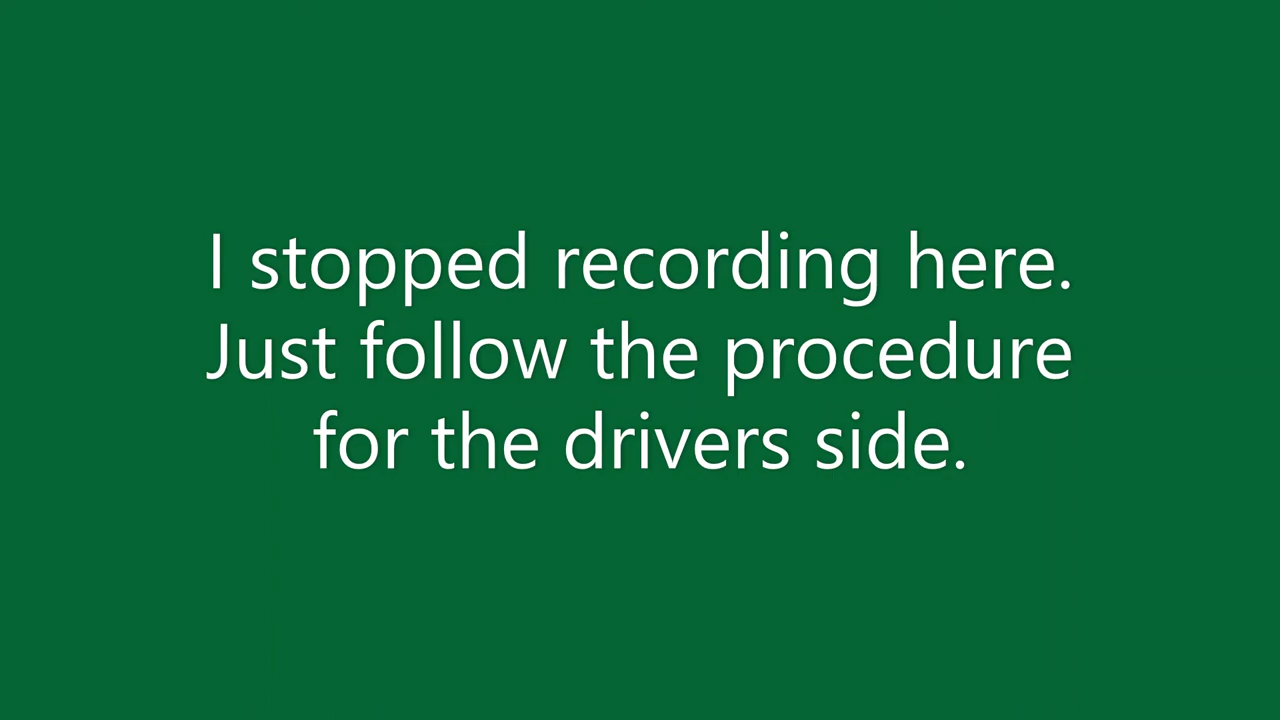 I stopped recording here.
Just follow the procedure
for the drivers side.